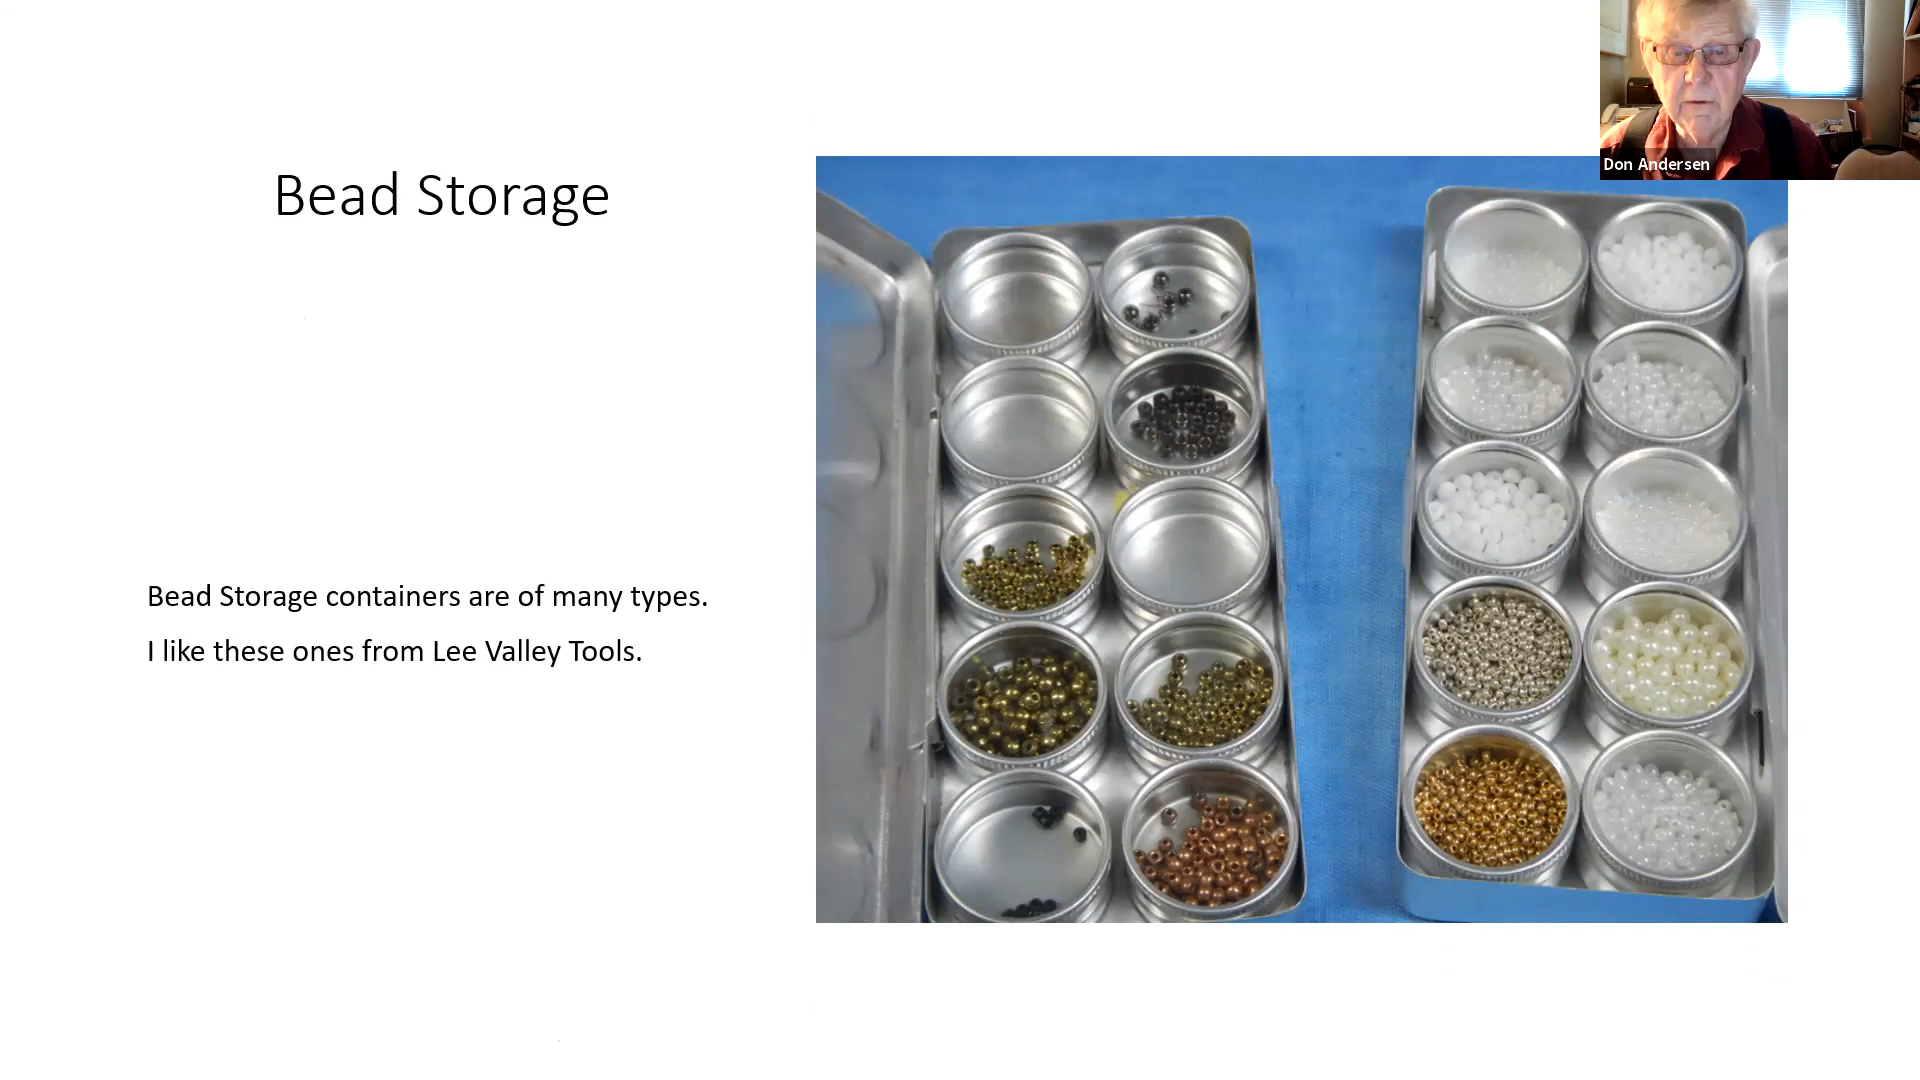 Don Andersen
Bead Storage
Bead Storage containers are of many types.
I like these ones from Lee Valley Tools.